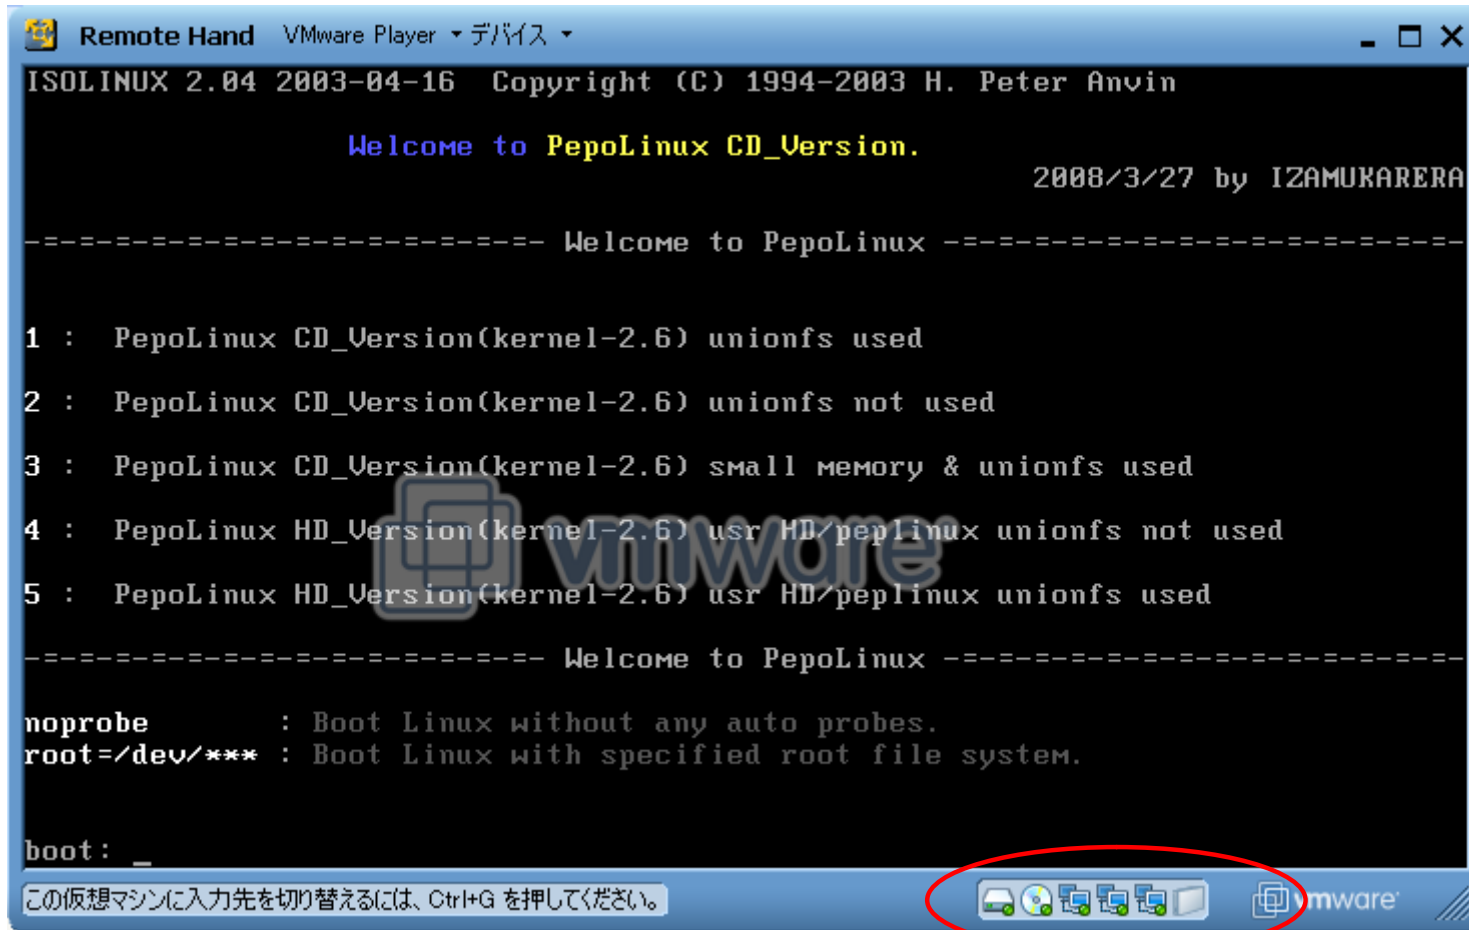 Remote Hand VMware Player デバイス
ISOLINUX 2.04 2003-04-16 Copyright (C) 1994-2003 H. Peter Anvin
Welcome to PepoLinux CD_Version.
2008/3/27 by IZAMUKARERA
-=-=-=-=-=-=-=-=-=-=-=-=-=-=- Welcome to PepoLinux -=-=-=-=-=-=-=-=-=-=-=-=-=-=-
1 : PepoLinux CD_Version(kernel-2.6) unionfs used
2 : PepoLinux CD_Version(kernel-2.6) unionfs not used
3 : PepoLinux CD_Version(kernel-2.6) small memory & unionfs used
4 : PepoLinux HD_Version(kernel-2.6) usr HD/peplinux unionfs not used
vmware
5 : PepoLinux HD_Version(kernel-2.6) usr HD/peplinux unionfs used
-=-=-=-=-=-=-=-=-=-=-=-=-=-=- Welcome to PepoLinux -=-=-=-=-=-=-=-=-=-=-=-=-=-=-
noprobe : Boot Linux without any auto probes.
root=/dev/*** : Boot Linux with specified root file system.
boot: _
この仮想マシンに入力先を切り替えるには、Ctrl+G を押してください。
vmware